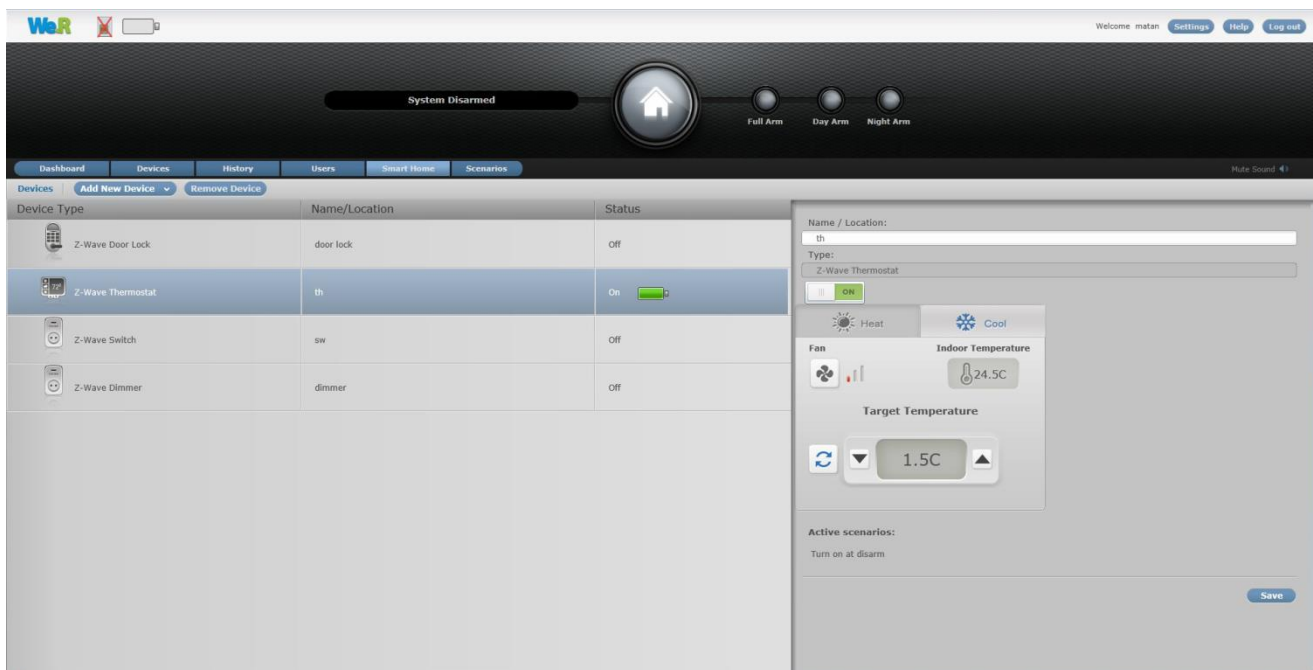 WeR
Welcome matan Settings Help Log out
System Disarmed
Full Arm Day Arm Night Arm
Dashboard Devices History Users Smart Home Scenarios Mute Sound
Devices Add New Device Remove Device
Device Type Name/Location Status
Z-Wave Door Lock door lock Off
72° Z-Wave Thermostat th On
Z-Wave Switch sw Off
Z-Wave Dimmer dimmer Off
Name / Location:
th
Type:
Z-Wave Thermostat
ON
Heat Cool
Fan Indoor Temperature
24.5C
Target Temperature
1.5C
Active scenarios:
Turn on at disarm
Save